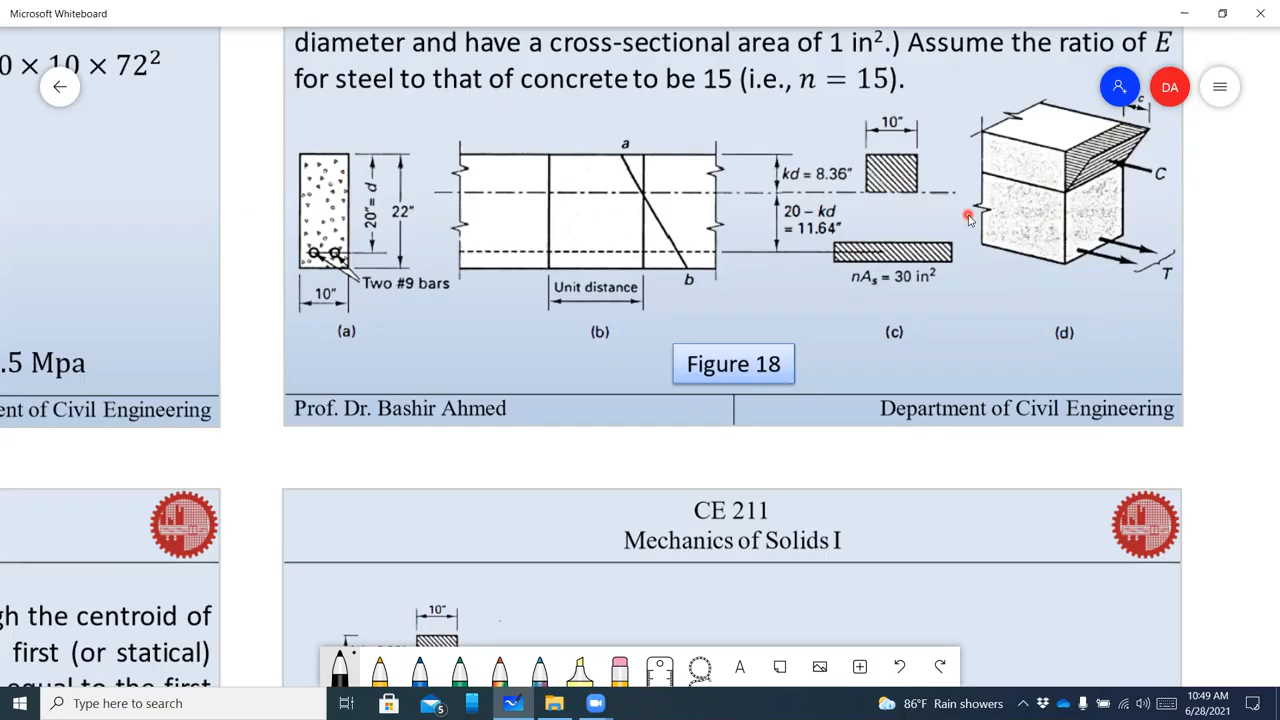 Microsoft Whiteboard
0 × 10 × 72²
.5 Mpa
ent of Civil Engineering
diameter and have a cross-sectional area of 1 in².) Assume the ratio of E
for steel to that of concrete to be 15 (i.e., n = 15).
DA
20" = d
22"
Two #9 bars
10"
(a)
a
b
Unit distance
(b)
kd = 8.36"
20 − kd
= 11.64"
10"
nAs = 30 in²
(c)
c
C
T
(d)
Figure 18
Prof. Dr. Bashir Ahmed
Department of Civil Engineering
gh the centroid of
first (or statical)
CE 211
Mechanics of Solids I
10"
A
Type here to search
5
86°F Rain showers
10:49 AM
6/28/2021